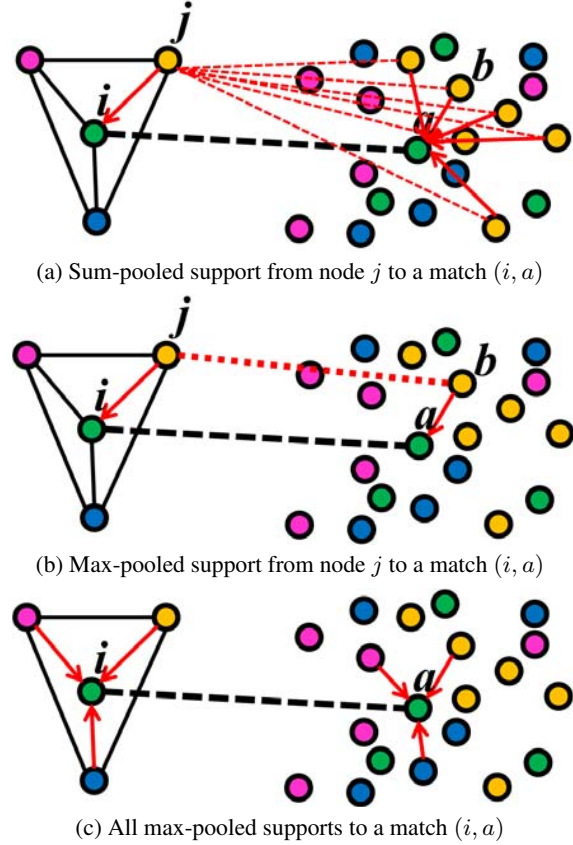 j
i
b
a
(a) Sum-pooled support from node j to a match (i, a)
j
i
b
a
(b) Max-pooled support from node j to a match (i, a)
i
a
(c) All max-pooled supports to a match (i, a)